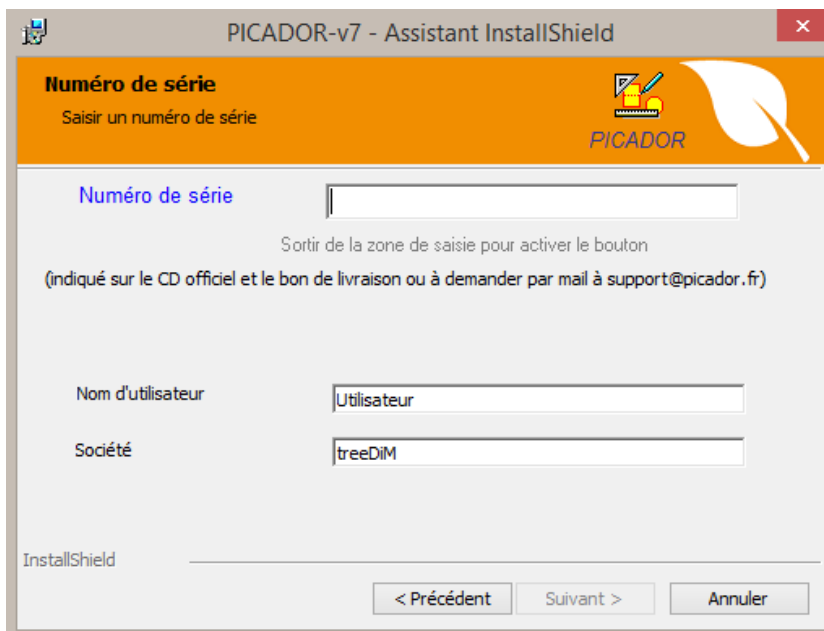 PICADOR-v7 - Assistant InstallShield
Numéro de série
Saisir un numéro de série
PICADOR
Numéro de série
Sortir de la zone de saisie pour activer le bouton
(indiqué sur le CD officiel et le bon de livraison ou à demander par mail à support@picador.fr)
Nom d'utilisateur
Utilisateur
Société
treeDiM
InstallShield
< Précédent
Suivant >
Annuler